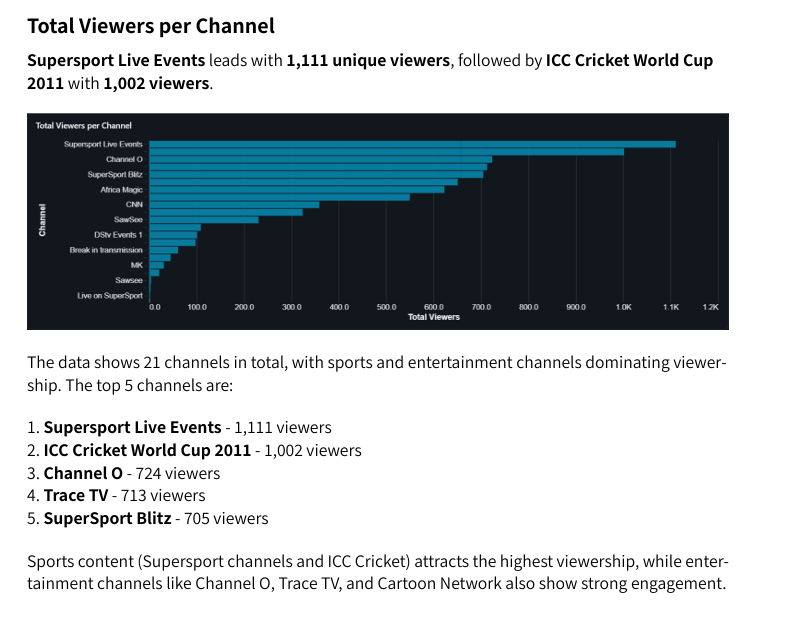 Total Viewers per Channel
Supersport Live Events leads with 1,111 unique viewers, followed by ICC Cricket World Cup
2011 with 1,002 viewers.
Total Viewers per Channel
Channel
Supersport Live Events
Channel O
SuperSport Blitz
Africa Magic
CNN
SawSee
DStv Events 1
Break in transmission
MK
Sawsee
Live on SuperSport
0.0 100.0 200.0 300.0 400.0 500.0 600.0 700.0 800.0 900.0 1.0K 1.1K 1.2K
Total Viewers
The data shows 21 channels in total, with sports and entertainment channels dominating viewer-
ship. The top 5 channels are:
1. Supersport Live Events - 1,111 viewers
2. ICC Cricket World Cup 2011 - 1,002 viewers
3. Channel O - 724 viewers
4. Trace TV - 713 viewers
5. SuperSport Blitz - 705 viewers
Sports content (Supersport channels and ICC Cricket) attracts the highest viewership, while enter-
tainment channels like Channel O, Trace TV, and Cartoon Network also show strong engagement.